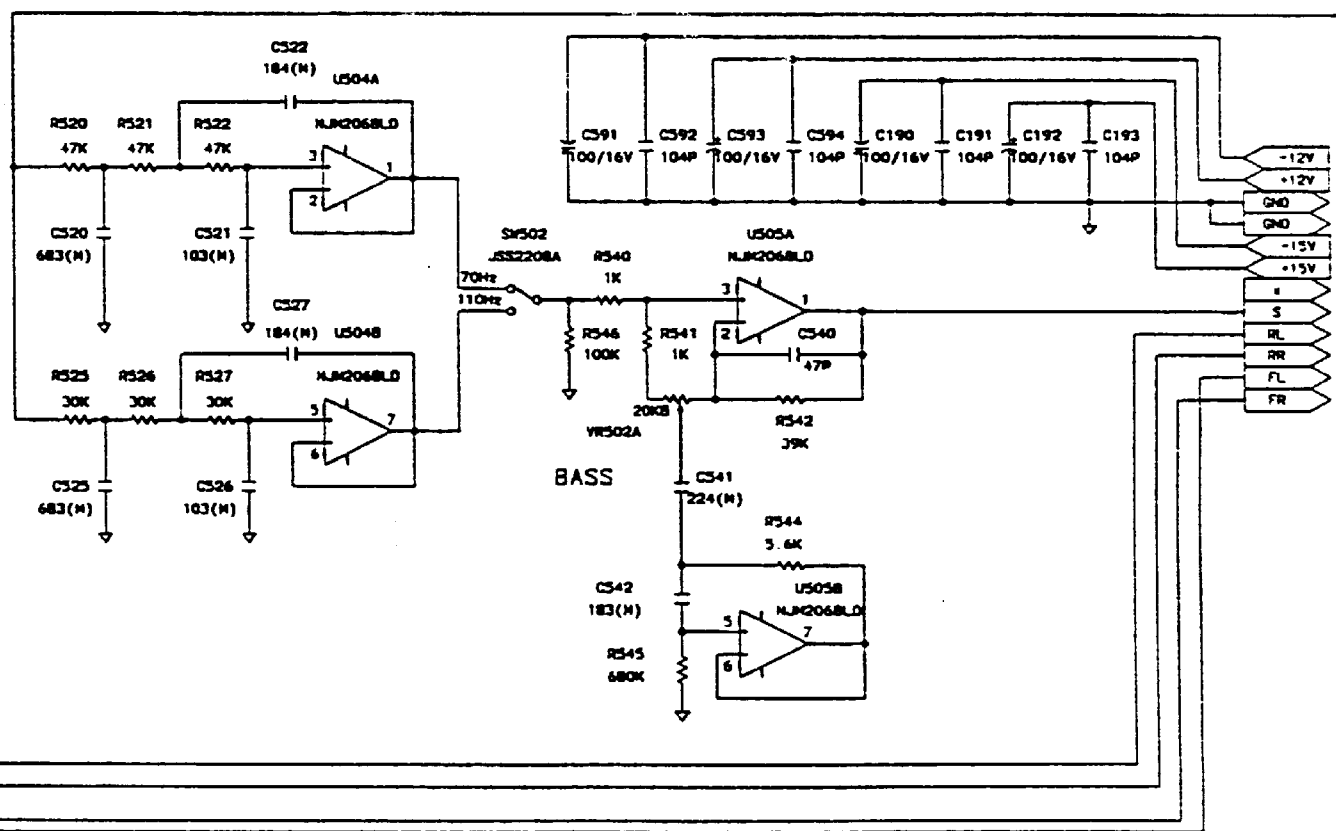 C522
184(M)
U504A
NJM2068LD
R520
47K
R521
47K
R522
47K
3
2
1
C520
683(M)
C521
103(M)
C527
184(M)
U504B
NJM2068LD
R525
30K
R526
30K
R527
30K
5
6
7
C525
683(M)
C526
103(M)
C591
100/16V
C592
104P
C593
100/16V
C594
104P
C190
100/16V
C191
104P
C192
100/16V
C193
104P
-12V
+12V
GND
GND
-15V
+15V
S
RL
RR
FL
FR
SW502
JSS2208A
70Hz
110Hz
R540
1K
R546
100K
R541
1K
U505A
NJM2068LD
3
2
1
C540
47P
20KB
VR502A
R542
39K
BASS
C541
224(M)
R544
5.6K
C542
183(M)
U505B
NJM2068LD
5
6
7
R545
680K